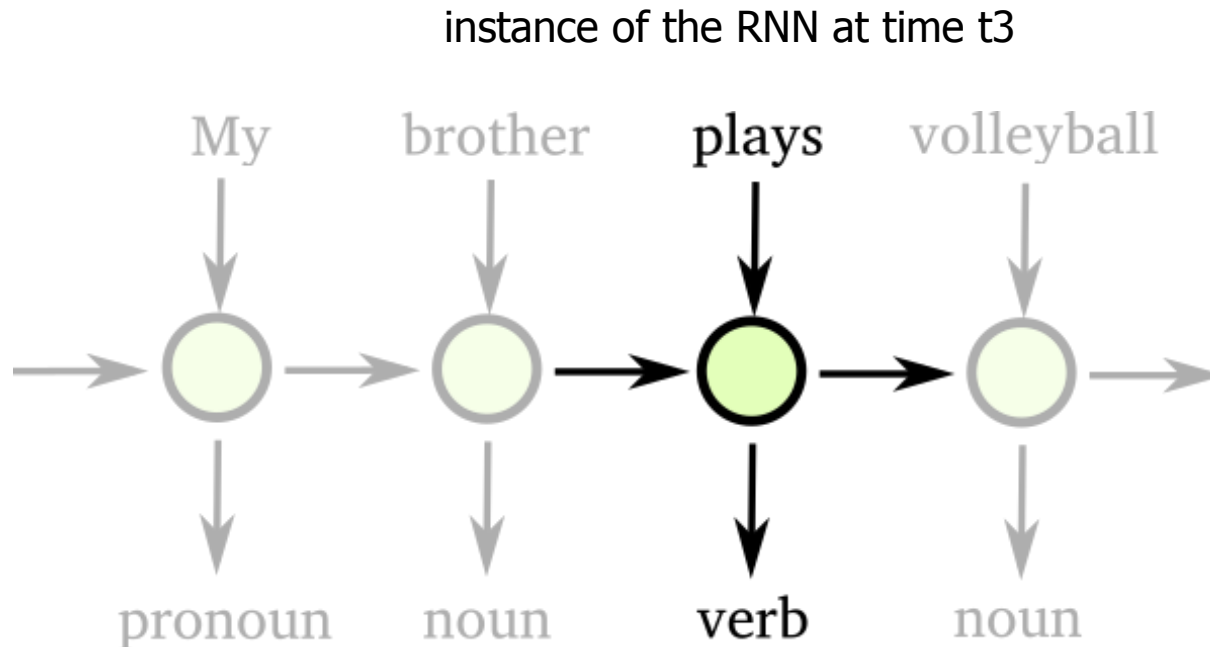 instance of the RNN at time t3
My brother plays volleyball
pronoun noun verb noun